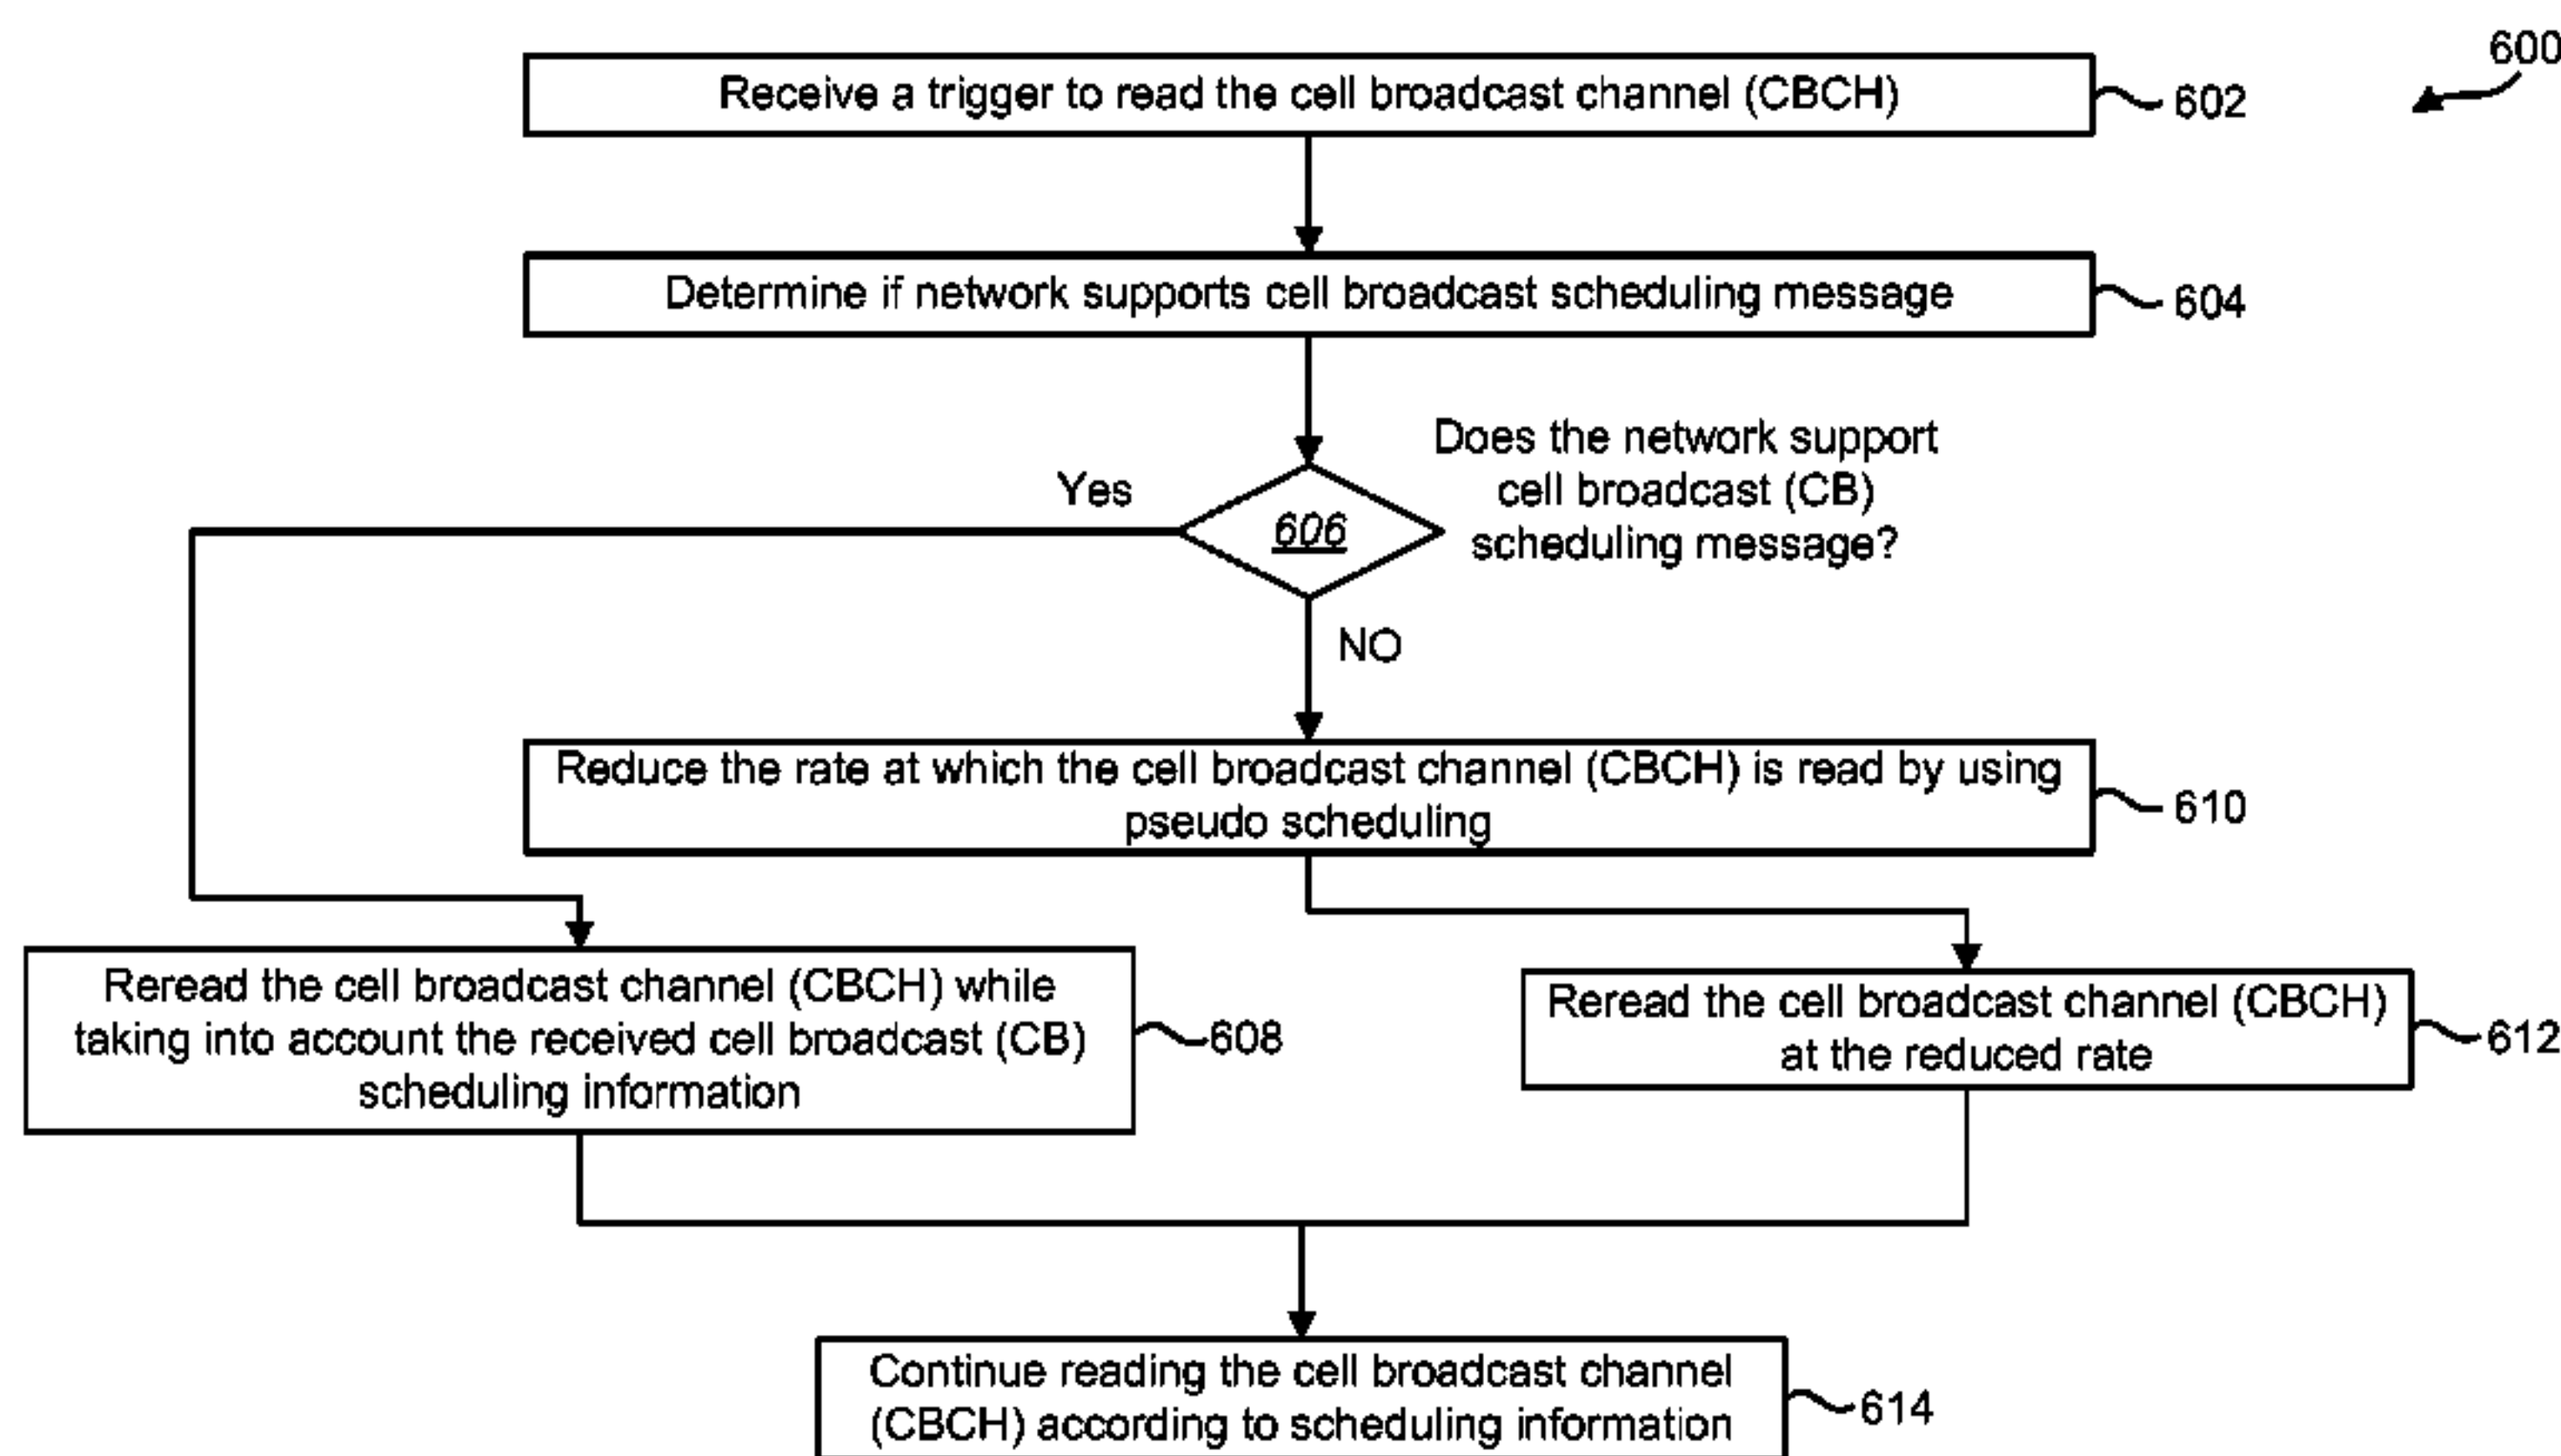 600
Receive a trigger to read the cell broadcast channel (CBCH)
602
Determine if network supports cell broadcast scheduling message
604
Does the network support
cell broadcast (CB)
scheduling message?
Yes
606
NO
Reduce the rate at which the cell broadcast channel (CBCH) is read by using
pseudo scheduling
610
Reread the cell broadcast channel (CBCH) while
taking into account the received cell broadcast (CB)
scheduling information
608
Reread the cell broadcast channel (CBCH)
at the reduced rate
612
Continue reading the cell broadcast channel
(CBCH) according to scheduling information
614